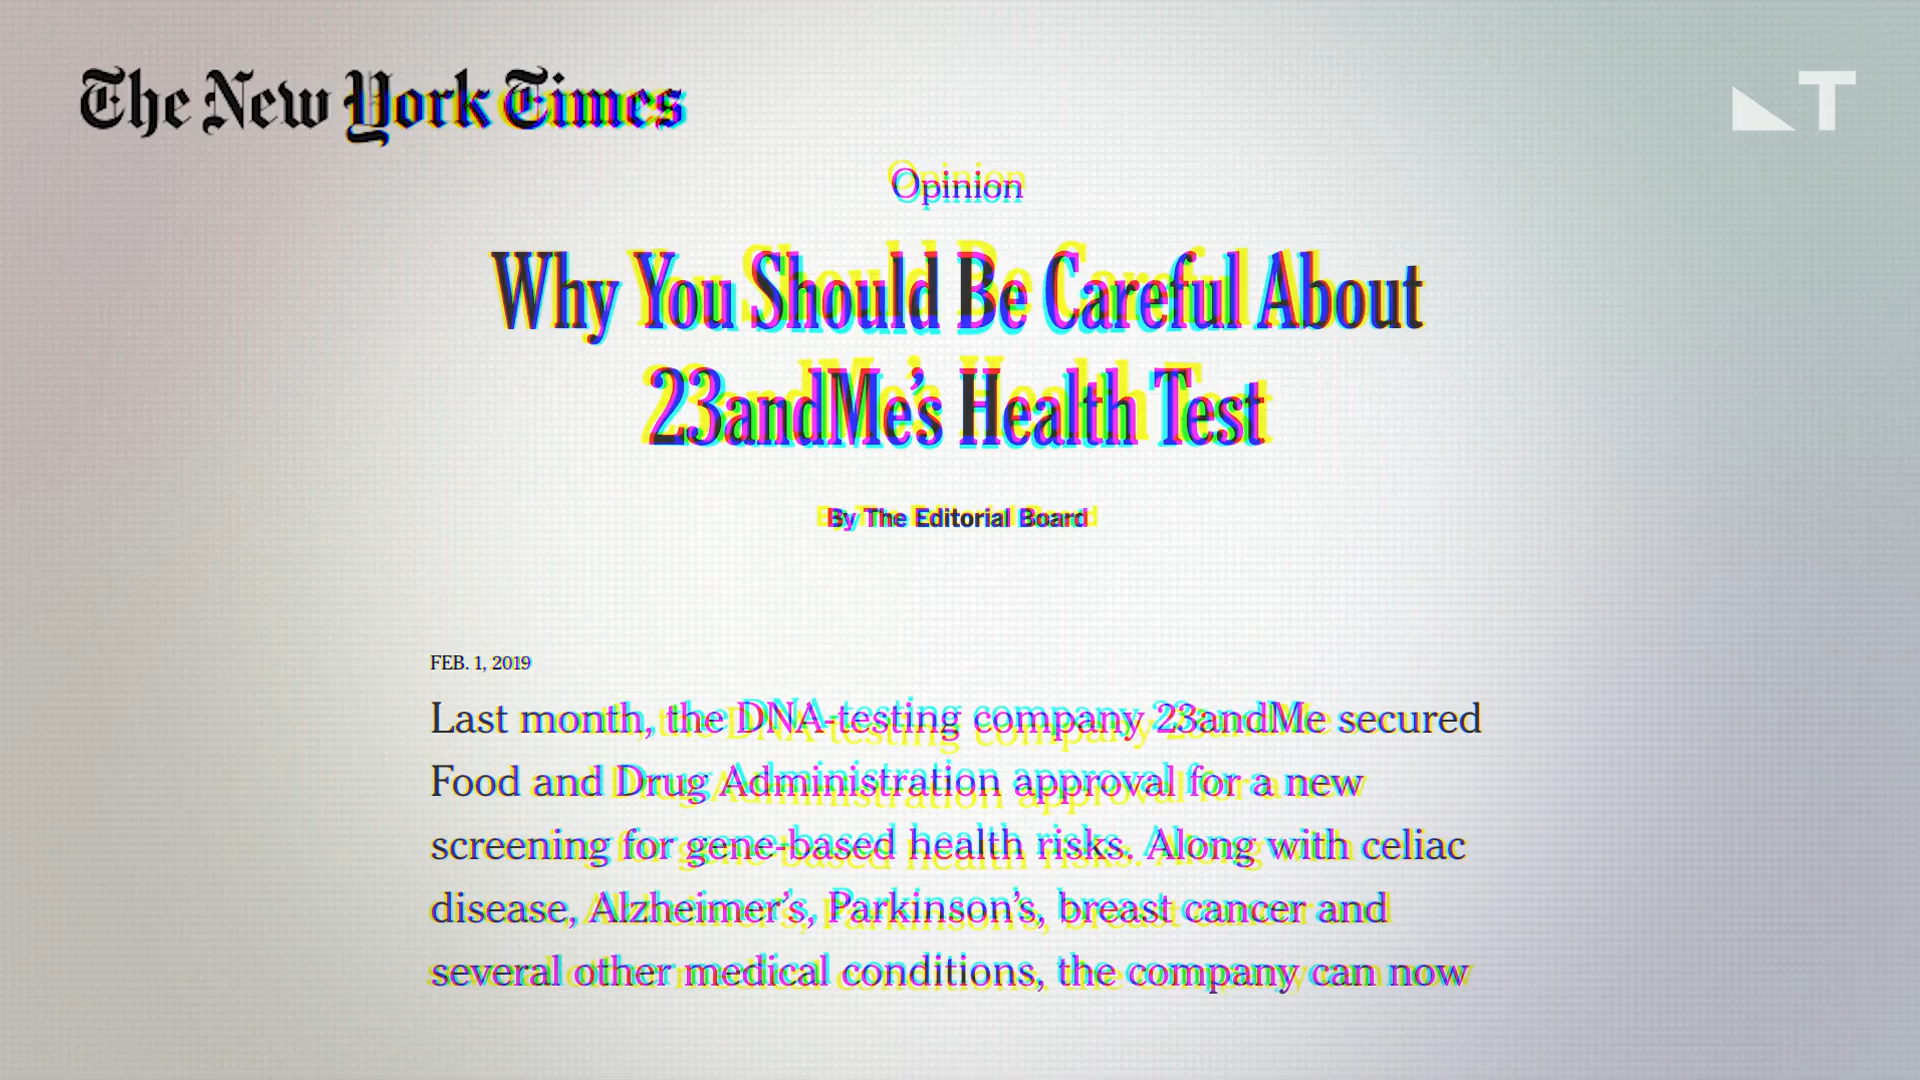 The New York Times
T
Opinion
Why You Should Be Careful About
23andMe’s Health Test
By The Editorial Board
FEB. 1, 2019
Last month, the DNA-testing company 23andMe secured
Food and Drug Administration approval for a new
screening for gene-based health risks. Along with celiac
disease, Alzheimer’s, Parkinson’s, breast cancer and
several other medical conditions, the company can now